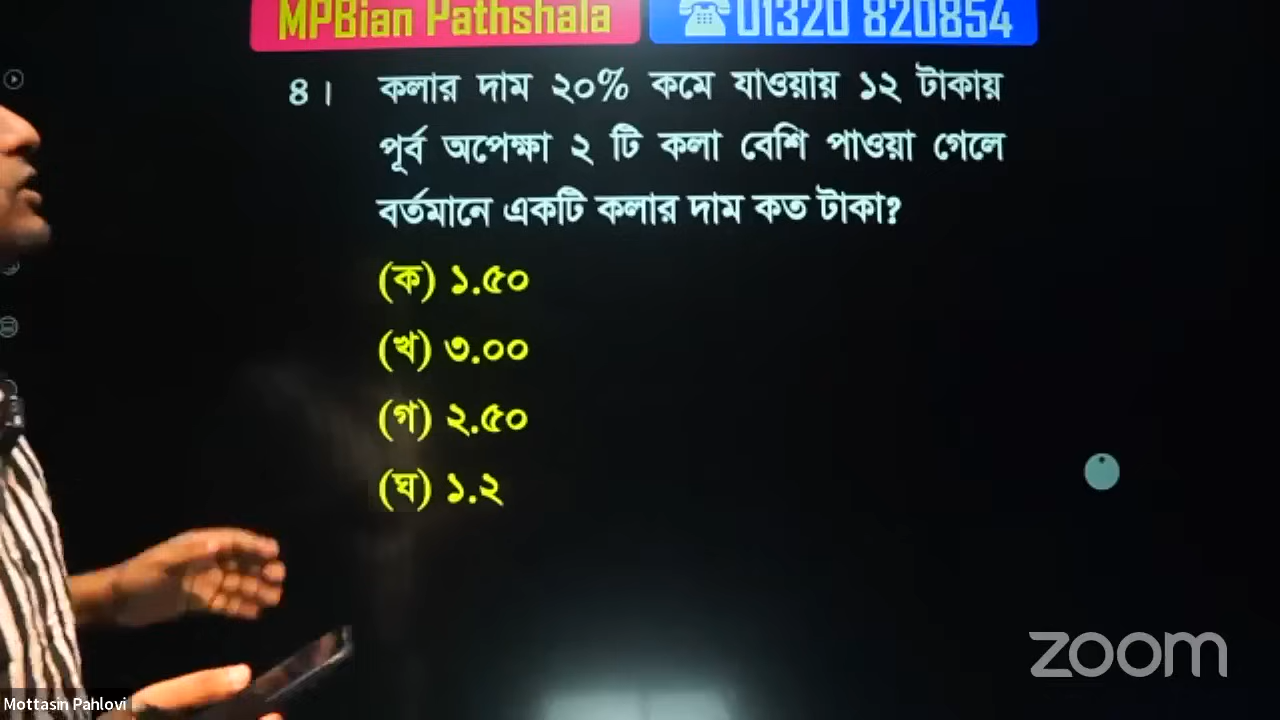 MPBian Pathshala
01320 820854
৪। কলার দাম ২০% কমে যাওয়ায় ১২ টাকায়
পূর্ব অপেক্ষা ২ টি কলা বেশি পাওয়া গেলে
বর্তমানে একটি কলার দাম কত টাকা?
(ক) ১.৫০
(খ) ৩.০০
(গ) ২.৫০
(ঘ) ১.২
zoom
Mottasin Pahlovi